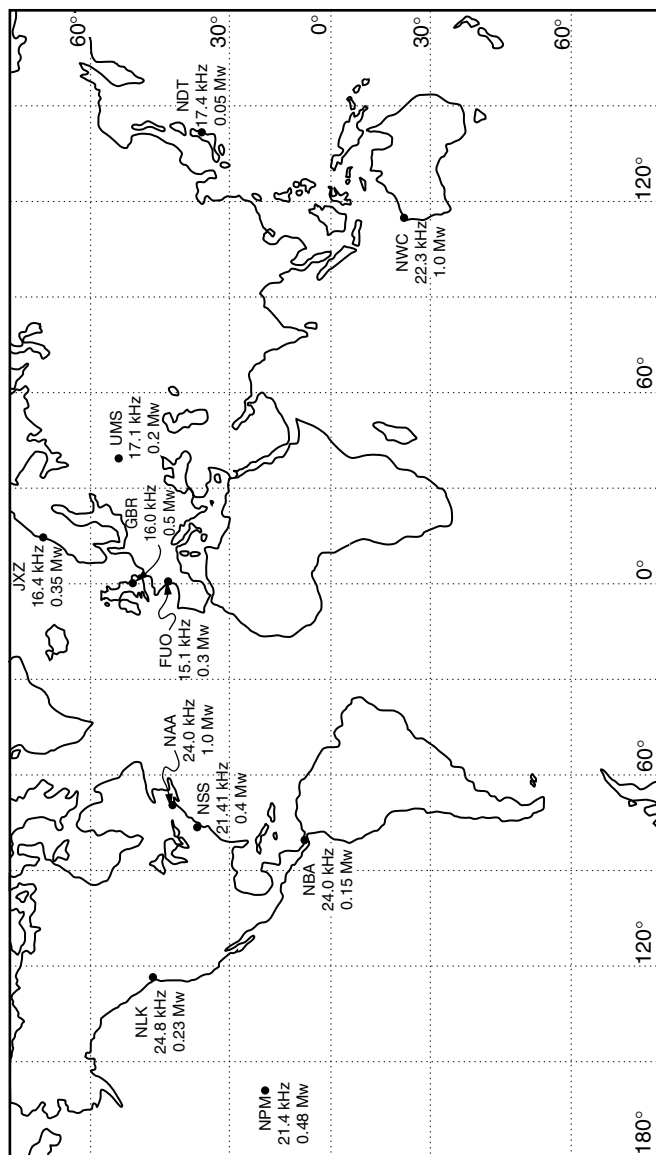 JXZ
16.4 kHz
0.35 Mw
GBR
16.0 kHz
0.5 Mw
UMS
17.1 kHz
0.2 Mw
NDT
17.4 kHz
0.05 Mw
NLK
24.8 kHz
0.23 Mw
NAA
24.0 kHz
1.0 Mw
NSS
21.41 kHz
0.4 Mw
FUO
15.1 kHz
0.3 Mw
NPM
21.4 kHz
0.48 Mw
NBA
24.0 kHz
0.15 Mw
NWC
22.3 kHz
1.0 Mw
60°
30°
0°
30°
60°
180°
120°
60°
0°
60°
120°